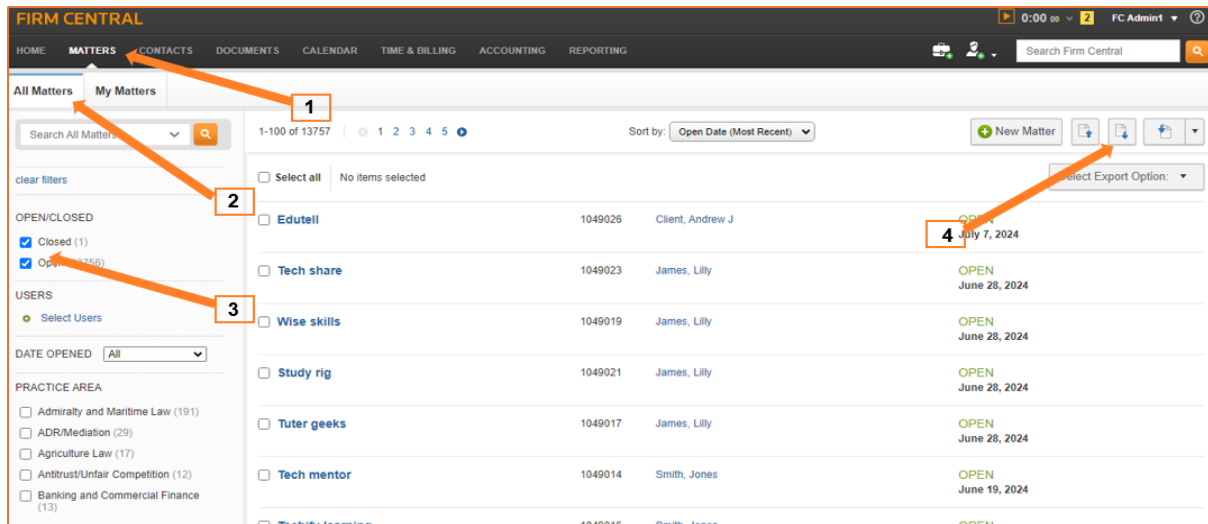 FIRM CENTRAL
0:00 00 2 FC Admin1
HOME MATTERS CONTACTS DOCUMENTS CALENDAR TIME & BILLING ACCOUNTING REPORTING Search Firm Central
All Matters My Matters
1
Search All Matters 1-100 of 13757 1 2 3 4 5 Sort by: Open Date (Most Recent) New Matter
clear filters Select all No items selected Select Export Option:
2
OPEN/CLOSED Edutell 1049026 Client, Andrew J OPEN
4 July 7, 2024
Closed (1)
Open Tech share 1049023 James, Lilly OPEN
June 28, 2024
USERS
3
Select Users Wise skills 1049019 James, Lilly OPEN
June 28, 2024
DATE OPENED All
Study rig 1049021 James, Lilly OPEN
PRACTICE AREA June 28, 2024
Admiralty and Maritime Law (191)
ADR/Mediation (29) Tuter geeks 1049017 James, Lilly OPEN
June 28, 2024
Agriculture Law (17)
Antitrust/Unfair Competition (12) Tech mentor 1049014 Smith, Jones OPEN
Banking and Commercial Finance June 19, 2024
(13)